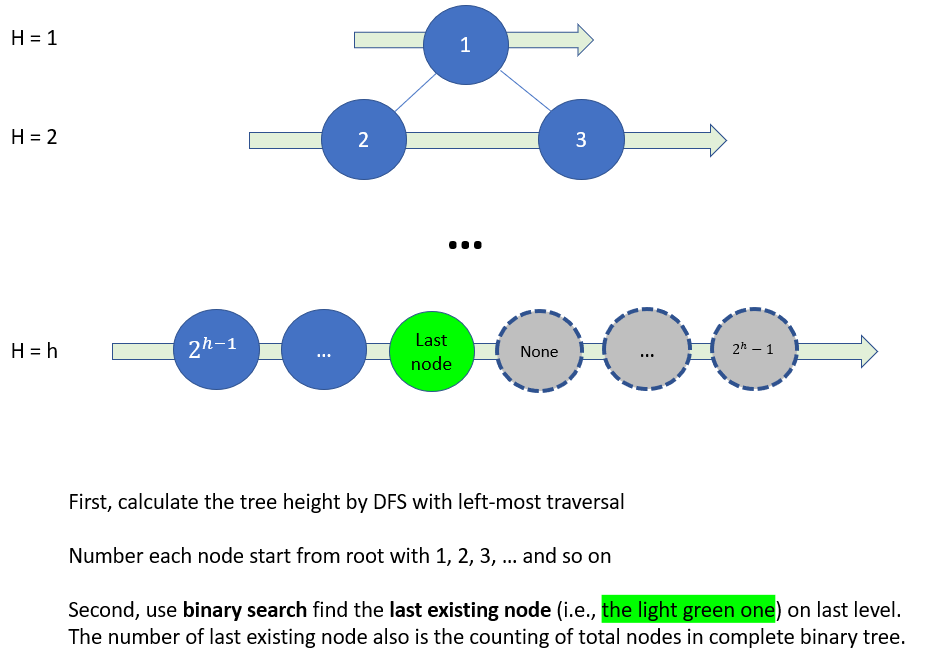 H = 1
1
H = 2
2
3
...
H = h
2^{h-1}
...
Last
node
None
...
2^h − 1
First, calculate the tree height by DFS with left-most traversal
Number each node start from root with 1, 2, 3, ... and so on
Second, use binary search find the last existing node (i.e., the light green one) on last level.
The number of last existing node also is the counting of total nodes in complete binary tree.